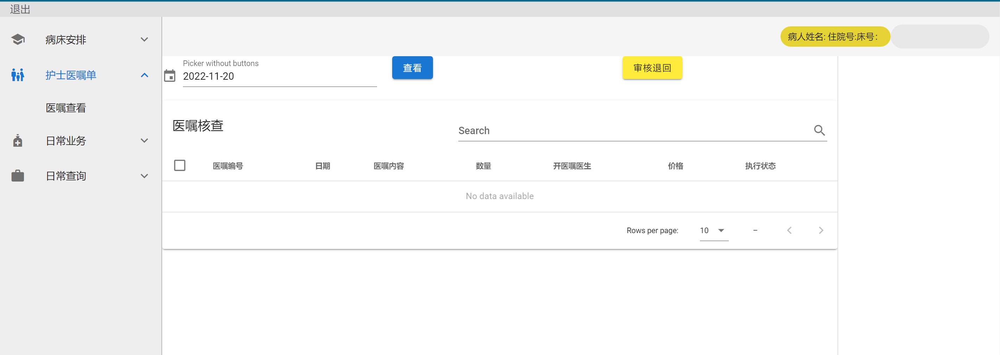 退出
病床安排
护士医嘱单
医嘱查看
日常业务
日常查询
病人姓名: 住院号:床号:
Picker without buttons
2022-11-20
查看
审核退回
医嘱核查
Search
医嘱编号 日期 医嘱内容 数量 开医嘱医生 价格 执行状态
No data available
Rows per page: 10 –